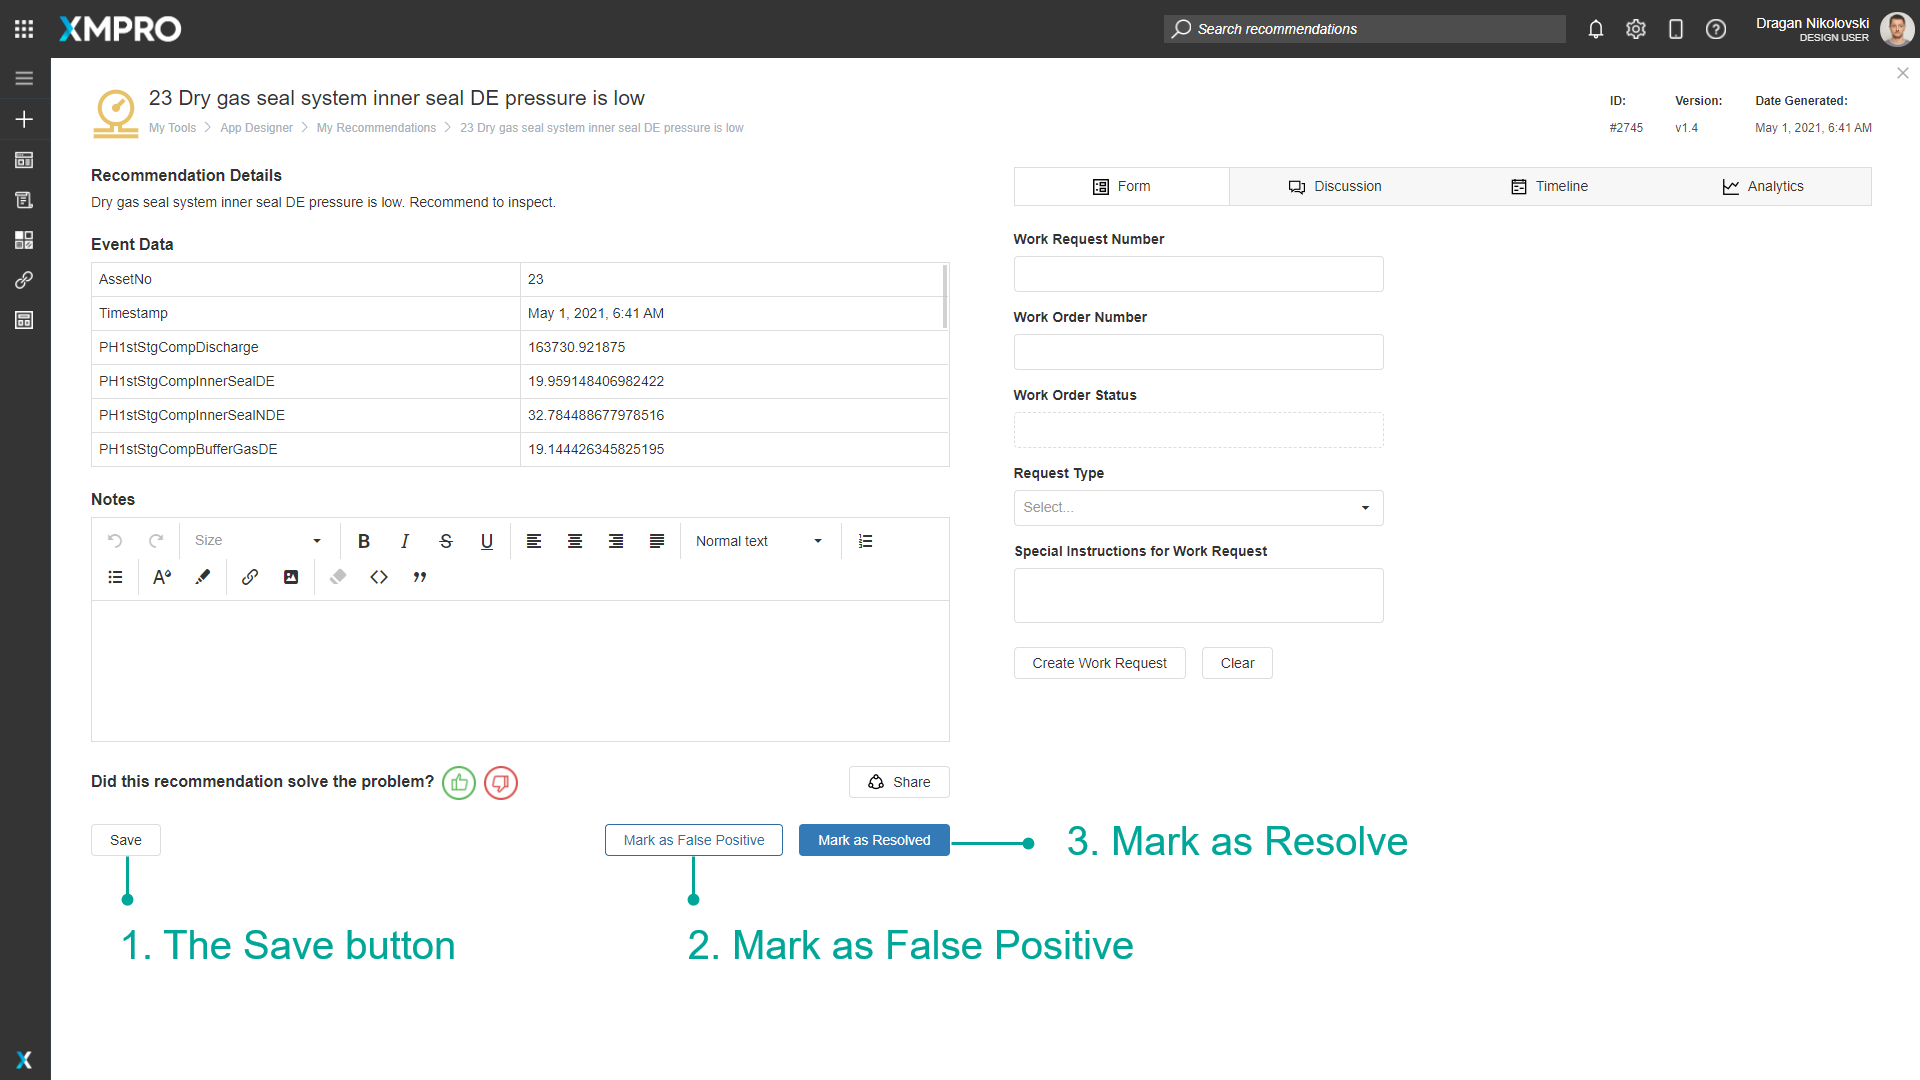 XMPRO
Search recommendations
Dragan Nikolovski
DESIGN USER
23 Dry gas seal system inner seal DE pressure is low
My Tools > App Designer > My Recommendations > 23 Dry gas seal system inner seal DE pressure is low
ID: Version: Date Generated:
#2745 v1.4 May 1, 2021, 6:41 AM
Recommendation Details
Dry gas seal system inner seal DE pressure is low. Recommend to inspect.
Event Data
AssetNo 23
Timestamp May 1, 2021, 6:41 AM
PH1stStgCompDischarge 163730.921875
PH1stStgCompInnerSealDE 19.959148406982422
PH1stStgCompInnerSealNDE 32.784488677978516
PH1stStgCompBufferGasDE 19.144426345825195
Notes
Size
B I S U
Normal text
Did this recommendation solve the problem?
Share
Save
Mark as False Positive
Mark as Resolved
Form Discussion Timeline Analytics
Work Request Number
Work Order Number
Work Order Status
Request Type
Select...
Special Instructions for Work Request
Create Work Request
Clear
3. Mark as Resolve
1. The Save button
2. Mark as False Positive